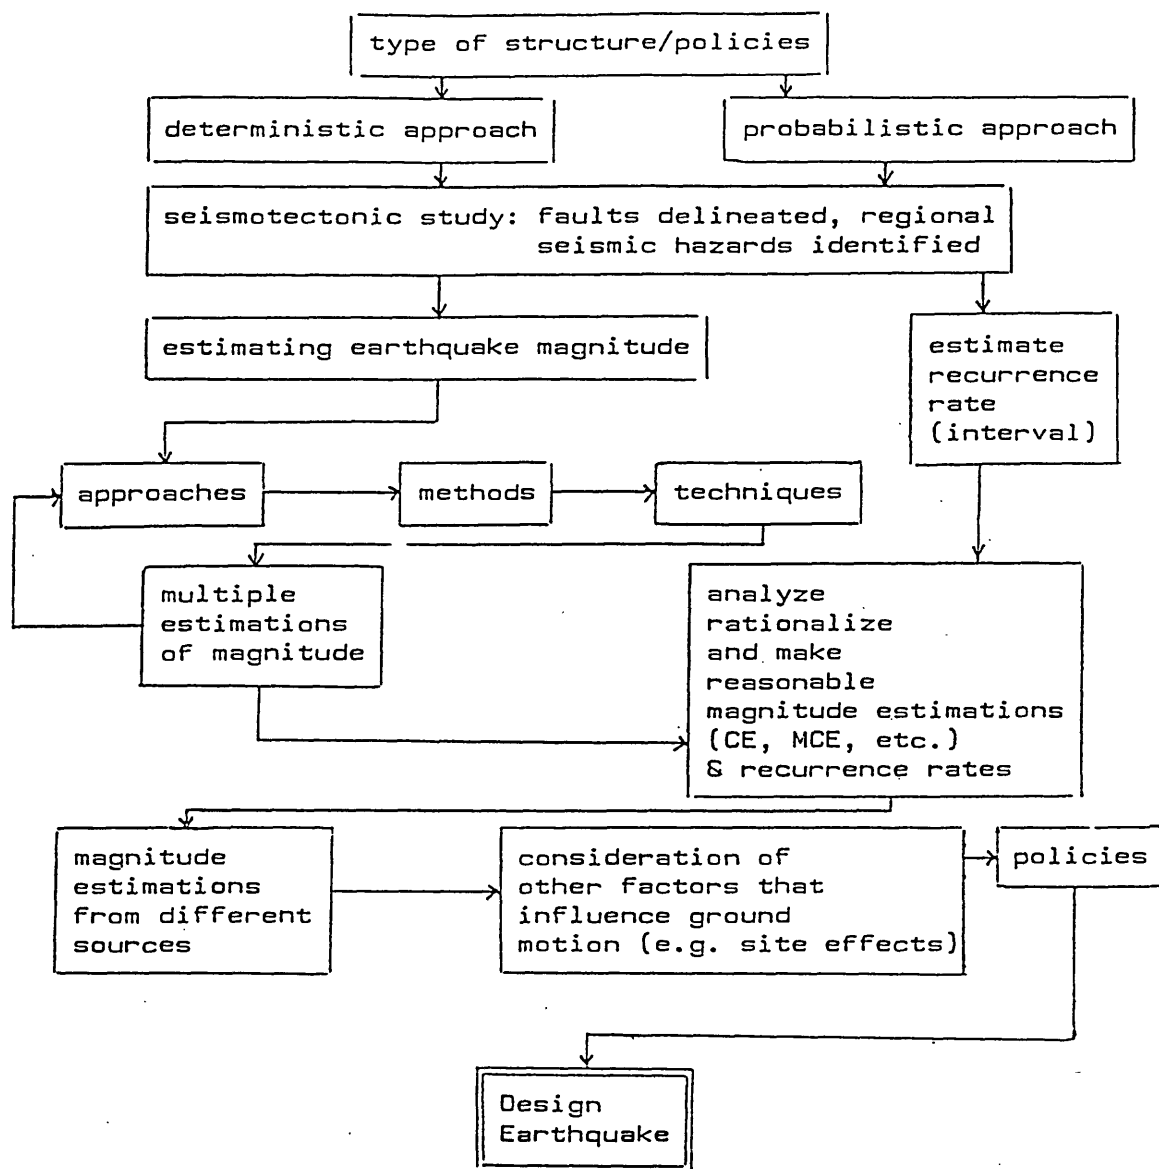 type of structure/policies
deterministic approach
probabilistic approach
seismotectonic study: faults delineated, regional
seismic hazards identified
estimating earthquake magnitude
estimate
recurrence
rate
(interval)
approaches
methods
techniques
multiple
estimations
of magnitude
analyze
rationalize
and make
reasonable
magnitude estimations
(CE, MCE, etc.)
& recurrence rates
magnitude
estimations
from different
sources
consideration of
other factors that
influence ground
motion (e.g. site effects)
policies
Design
Earthquake